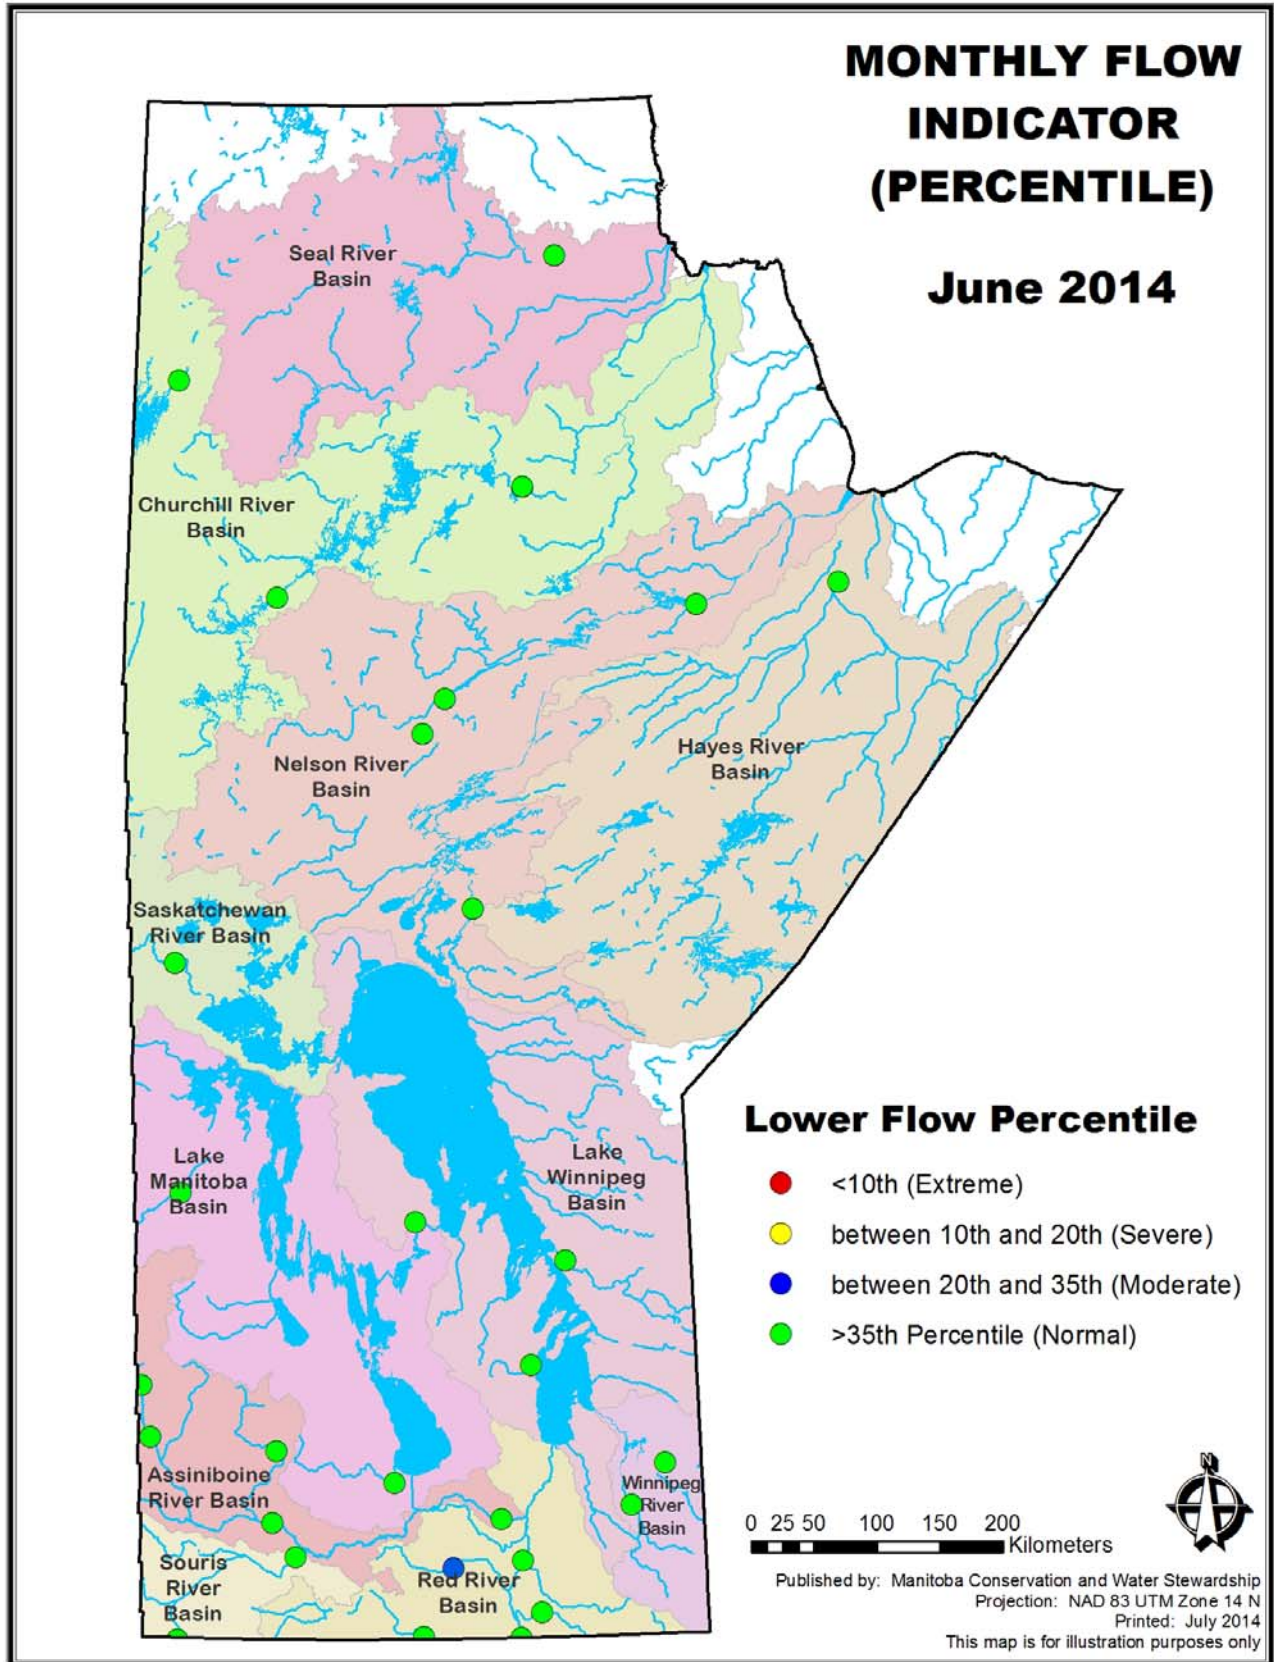 MONTHLY FLOW
INDICATOR
(PERCENTILE)
June 2014
Seal River
Basin
Churchill River
Basin
Nelson River
Basin
Hayes River
Basin
Saskatchewan
River Basin
Lake
Manitoba
Basin
Lake
Winnipeg
Basin
Assiniboine
River Basin
Winnipeg
River
Basin
Souris
River
Basin
Red River
Basin
Lower Flow Percentile
<10th (Extreme)
between 10th and 20th (Severe)
between 20th and 35th (Moderate)
>35th Percentile (Normal)
N
0 25 50 100 150 200
Kilometers
Published by: Manitoba Conservation and Water Stewardship
Projection: NAD 83 UTM Zone 14 N
Printed: July 2014
This map is for illustration purposes only